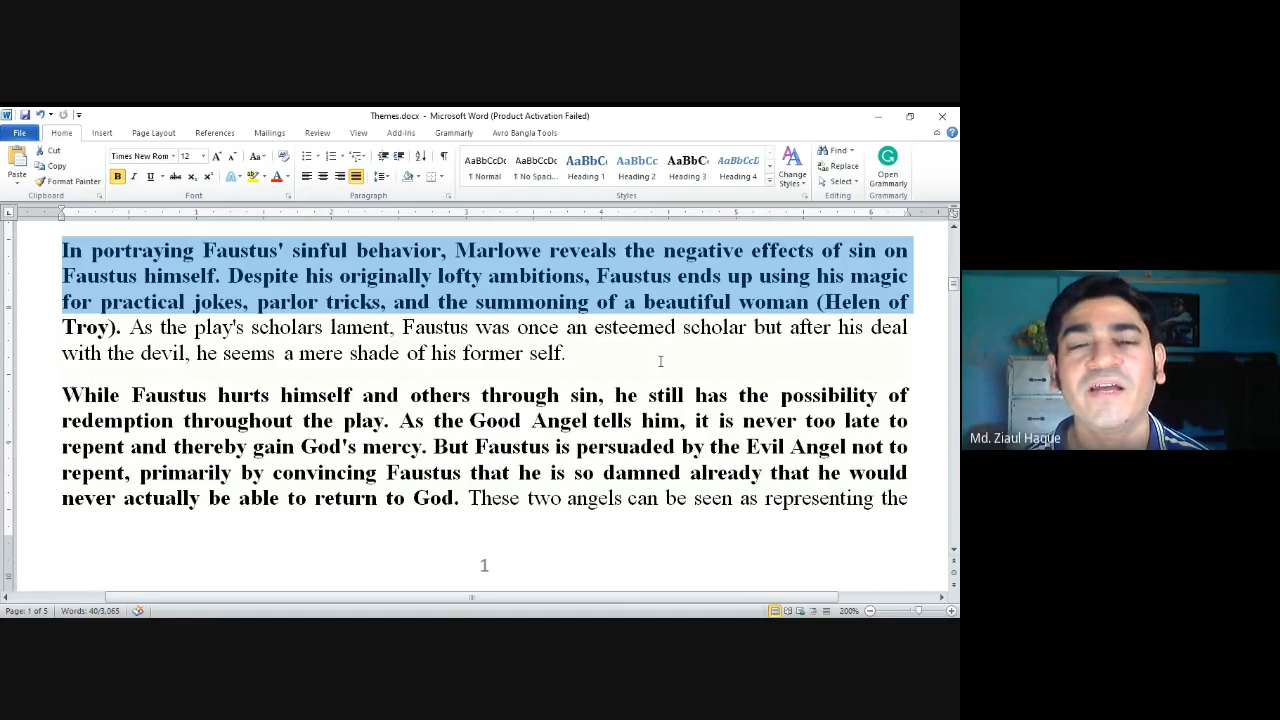 Themes.docx - Microsoft Word (Product Activation Failed)
File Home Insert Page Layout References Mailings Review View Add-Ins Grammarly Avro Bangla Tools
Cut
Copy
Format Painter
Paste
Clipboard
Times New Rom 12
Font
Paragraph
AaBbCcDc AaBbCcDc AaBbC AaBbCc AaBbC AaBbCcD
¶ Normal ¶ No Spaci... Heading 1 Heading 2 Heading 3 Heading 4
Styles
Change Styles
Find
Replace
Select
Editing
Open Grammarly
Grammarly
1 2 3 4 5 6
In portraying Faustus' sinful behavior, Marlowe reveals the negative effects of sin on
Faustus himself. Despite his originally lofty ambitions, Faustus ends up using his magic
for practical jokes, parlor tricks, and the summoning of a beautiful woman (Helen of
Troy). As the play's scholars lament, Faustus was once an esteemed scholar but after his deal
with the devil, he seems a mere shade of his former self.
While Faustus hurts himself and others through sin, he still has the possibility of
redemption throughout the play. As the Good Angel tells him, it is never too late to
repent and thereby gain God's mercy. But Faustus is persuaded by the Evil Angel not to
repent, primarily by convincing Faustus that he is so damned already that he would
never actually be able to return to God. These two angels can be seen as representing the
1
Page: 1 of 5 Words: 40/3,065 200%
Md. Ziaul Haque